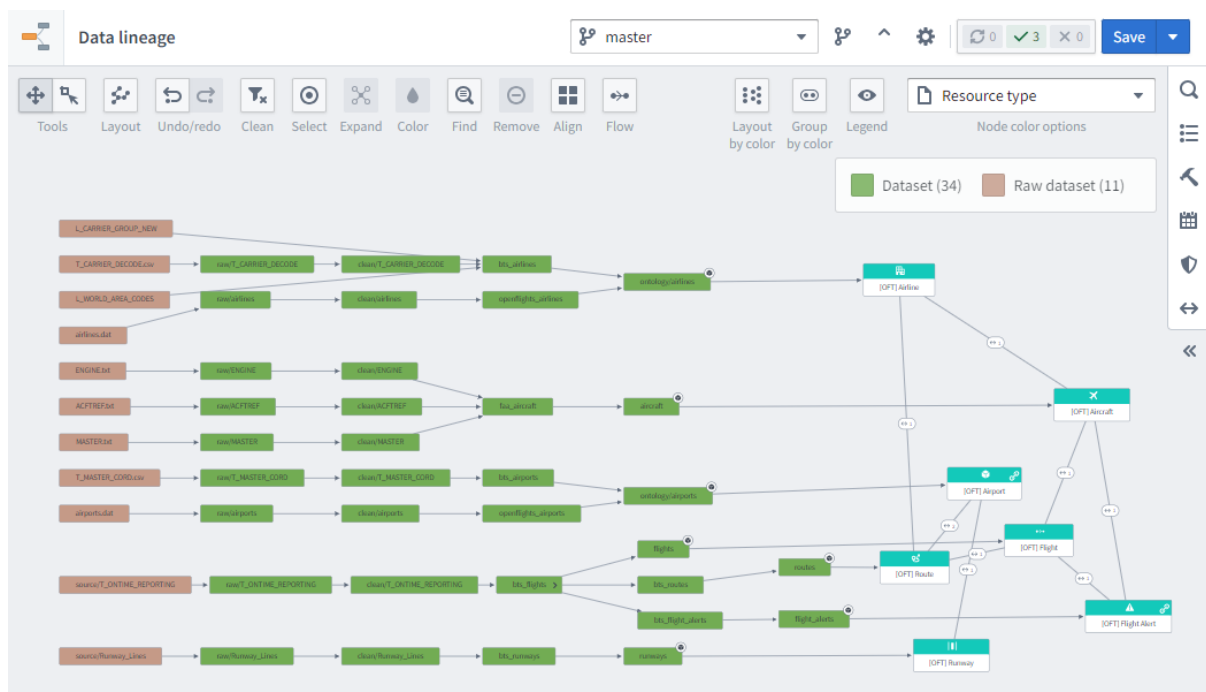 Data lineage
master
0
3
0
Save
Tools
Layout
Undo/redo
Clean
Select
Expand
Color
Find
Remove
Align
Flow
Layout by color
Group by color
Legend
Resource type
Node color options
Dataset (34)
Raw dataset (11)
L_CARRIER_GROUP_NEW
T_CARRIER_DECODE.csv
raw/T_CARRIER_DECODE
clean/T_CARRIER_DECODE
bts_airlines
ontology/airlines
[OFT] Airline
L_WORLD_AREA_CODES
raw/airlines
clean/airlines
openflights_airlines
airlines.dat
ENGINE.txt
raw/ENGINE
clean/ENGINE
ACFTREF.txt
raw/ACFTREF
clean/ACFTREF
faa_aircraft
aircraft
[OFT] Aircraft
MASTER.txt
raw/MASTER
clean/MASTER
T_MASTER_CORD.csv
raw/T_MASTER_CORD
clean/T_MASTER_CORD
bts_airports
ontology/airports
[OFT] Airport
airports.dat
raw/airports
clean/airports
openflights_airports
flights
[OFT] Flight
source/T_ONTIME_REPORTING
raw/T_ONTIME_REPORTING
clean/T_ONTIME_REPORTING
bts_flights
bts_routes
routes
[OFT] Route
bts_flight_alerts
flight_alerts
[OFT] Flight Alert
source/Runway_Lines
raw/Runway_Lines
clean/Runway_Lines
bts_runways
runways
[OFT] Runway